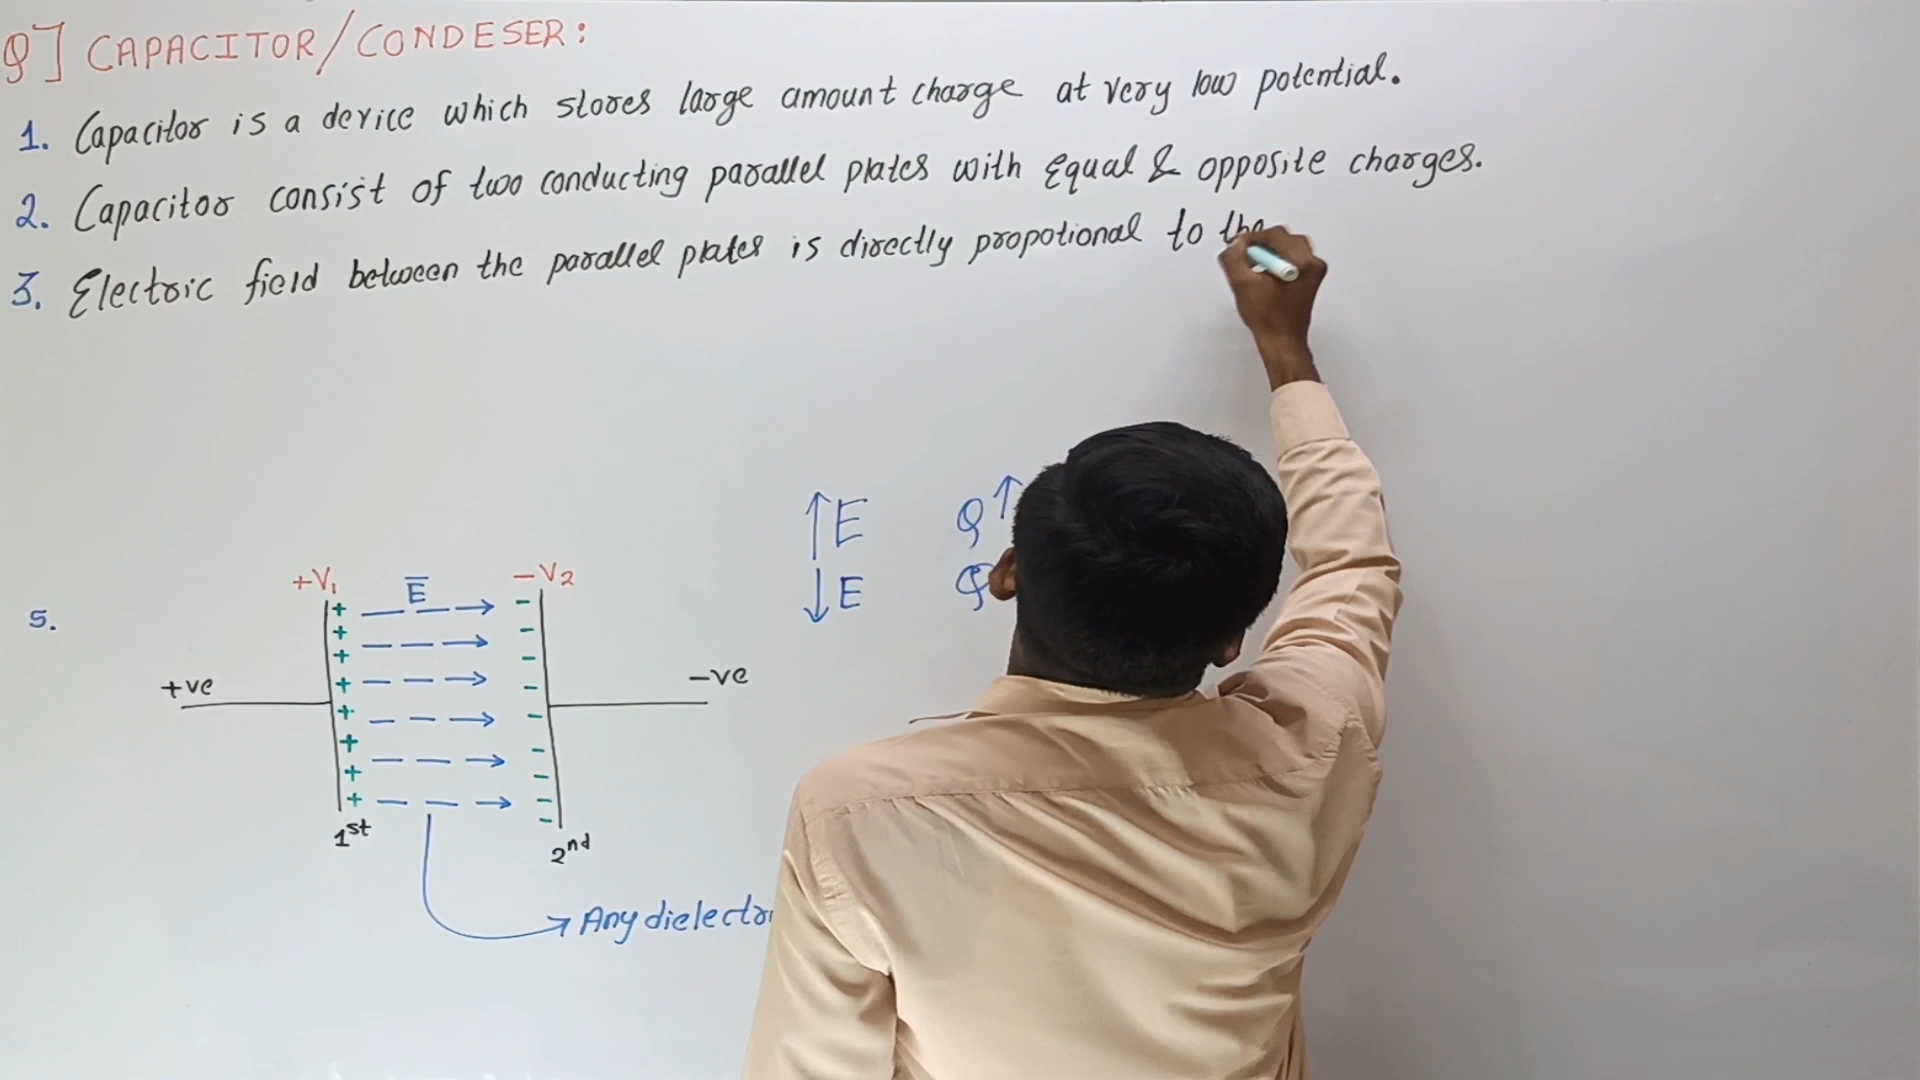 Q] CAPACITOR/CONDESER:
1. Capacitor is a device which stores large amount charge at very low potential.
2. Capacitor consist of two conducting parallel plates with Equal & opposite charges.
3. Electric field between the parallel plates is directly propotional to the
↑E Q↑
↓E Q
5.
+V₁ E̅ -V₂
+ -
+ -
+ -
+ -
+ -
+ -
+ -
+ -
-
+ve -ve
1st 2nd
→ Any dielectri